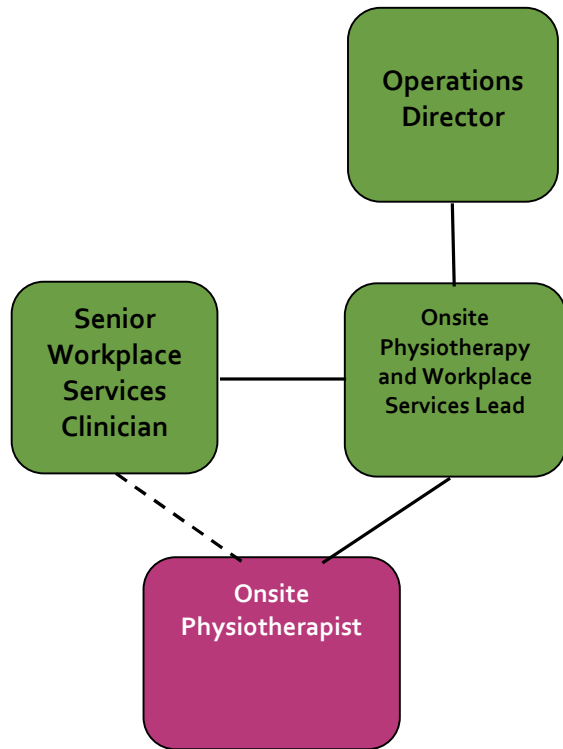 Operations
Director
Senior
Workplace
Services
Clinician
Onsite
Physiotherapy
and Workplace
Services Lead
Onsite
Physiotherapist